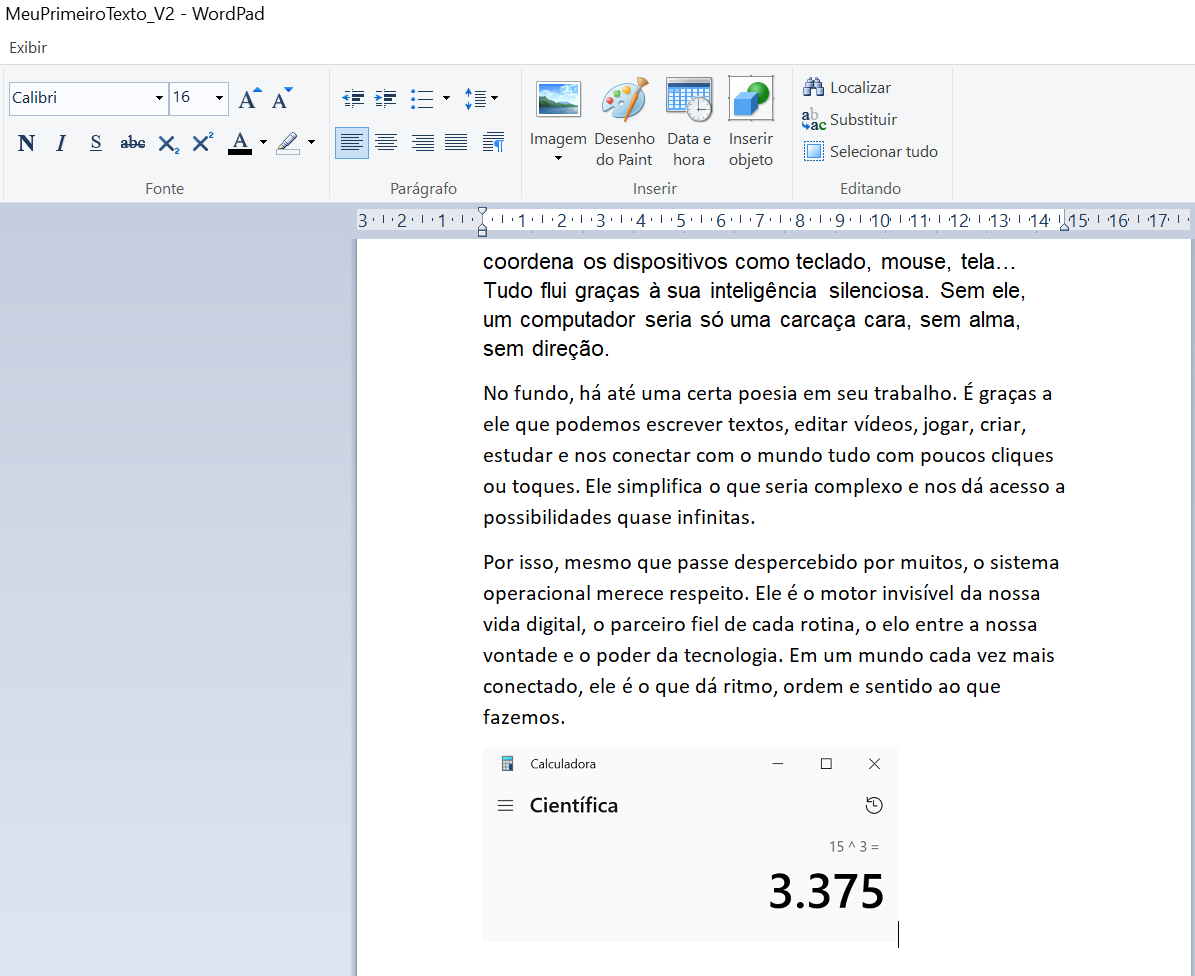 MeuPrimeiroTexto_V2 - WordPad
Exibir
Calibri 16
N I S abc X₂ X² A
Fonte
Parágrafo
Imagem
Desenho do Paint
Data e hora
Inserir objeto
Inserir
Localizar
Substituir
Selecionar tudo
Editando
3 2 1 1 2 3 4 5 6 7 8 9 10 11 12 13 14 15 16 17
coordena os dispositivos como teclado, mouse, tela…
Tudo flui graças à sua inteligência silenciosa. Sem ele,
um computador seria só uma carcaça cara, sem alma,
sem direção.
No fundo, há até uma certa poesia em seu trabalho. É graças a
ele que podemos escrever textos, editar vídeos, jogar, criar,
estudar e nos conectar com o mundo tudo com poucos cliques
ou toques. Ele simplifica o que seria complexo e nos dá acesso a
possibilidades quase infinitas.
Por isso, mesmo que passe despercebido por muitos, o sistema
operacional merece respeito. Ele é o motor invisível da nossa
vida digital, o parceiro fiel de cada rotina, o elo entre a nossa
vontade e o poder da tecnologia. Em um mundo cada vez mais
conectado, ele é o que dá ritmo, ordem e sentido ao que
fazemos.
Calculadora
Científica
15 ^ 3 =
3.375